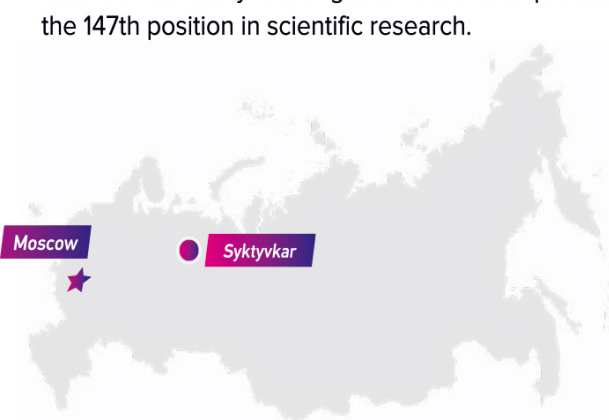 the 147th position in scientific research.
Moscow
Syktyvkar